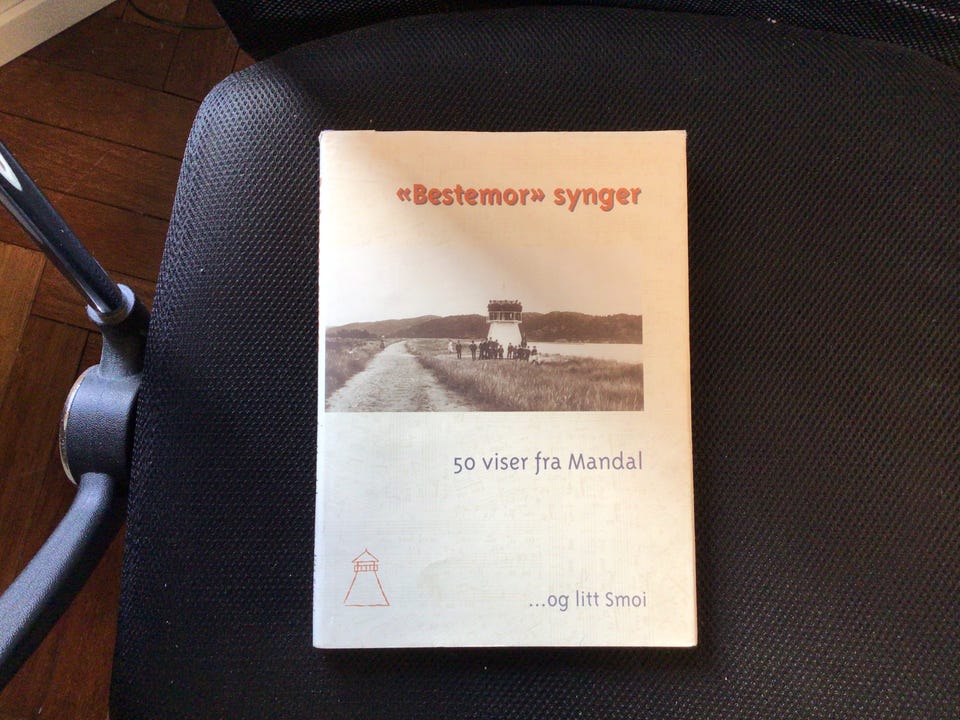 «Bestemor» synger
50 viser fra Mandal
...og litt Smoi